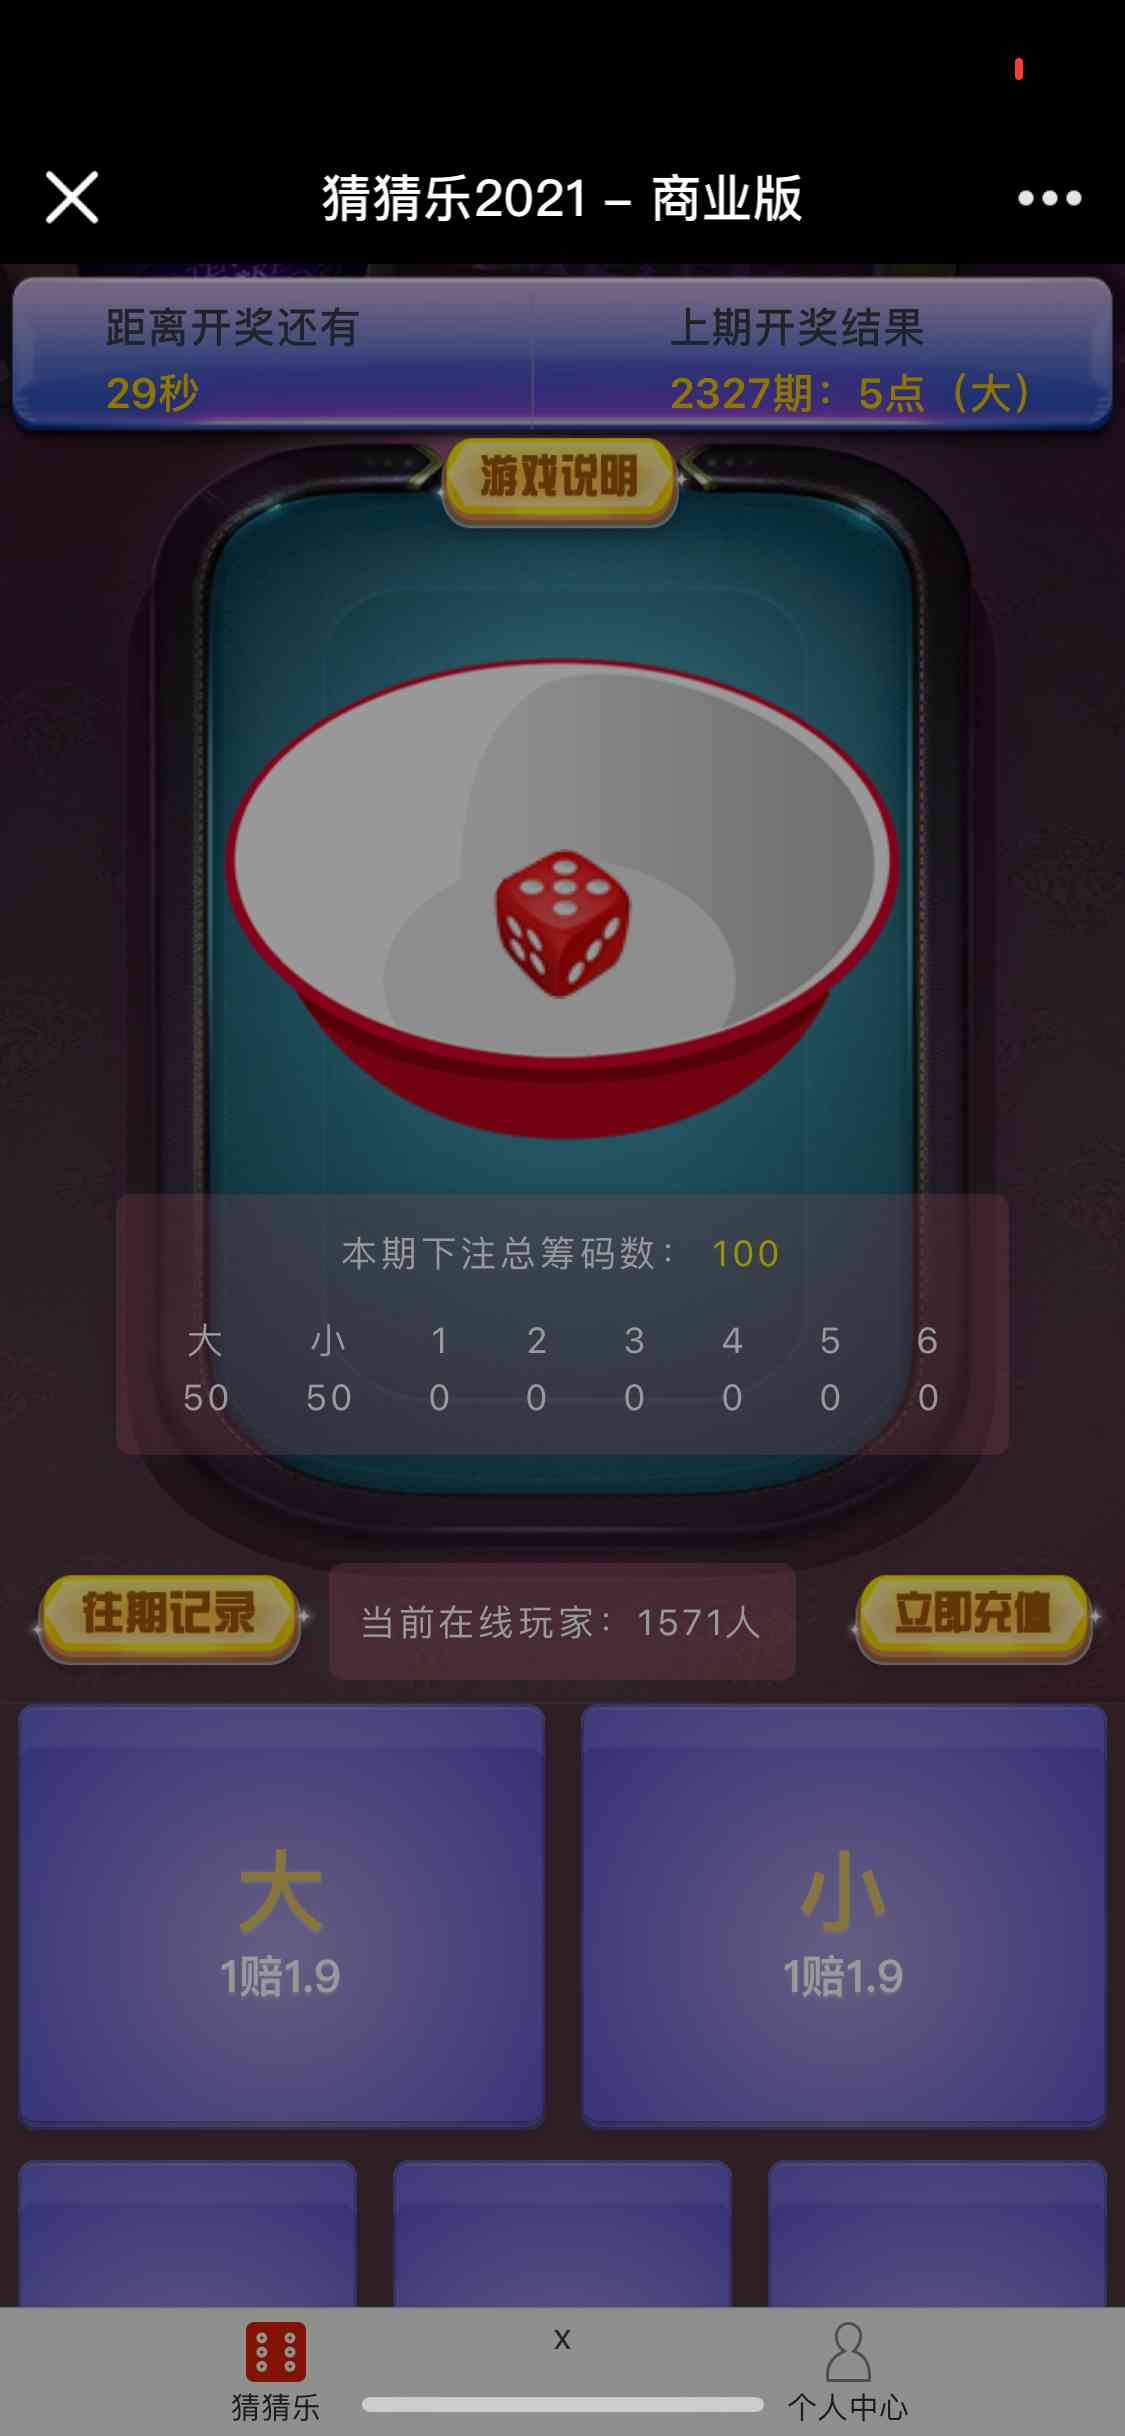 猜猜乐2021 – 商业版
距离开奖还有
29秒
上期开奖结果
2327期：5点（大）
游戏说明
本期下注总筹码数： 100
大 小 1 2 3 4 5 6
50 50 0 0 0 0 0 0
往期记录
当前在线玩家：1571人
立即充值
大
1赔1.9
小
1赔1.9
猜猜乐
x
个人中心